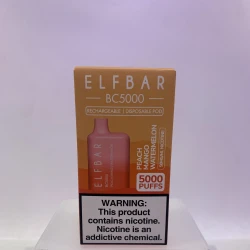 ELFBAR
BC5000
RECHARGEABLE | DISPOSABLE POD
PEACH
MANGO
WATERMELON
5000
PUFFS
ELFBAR
WARNING:
This product
contains nicotine.
Nicotine is an
addictive chemical.